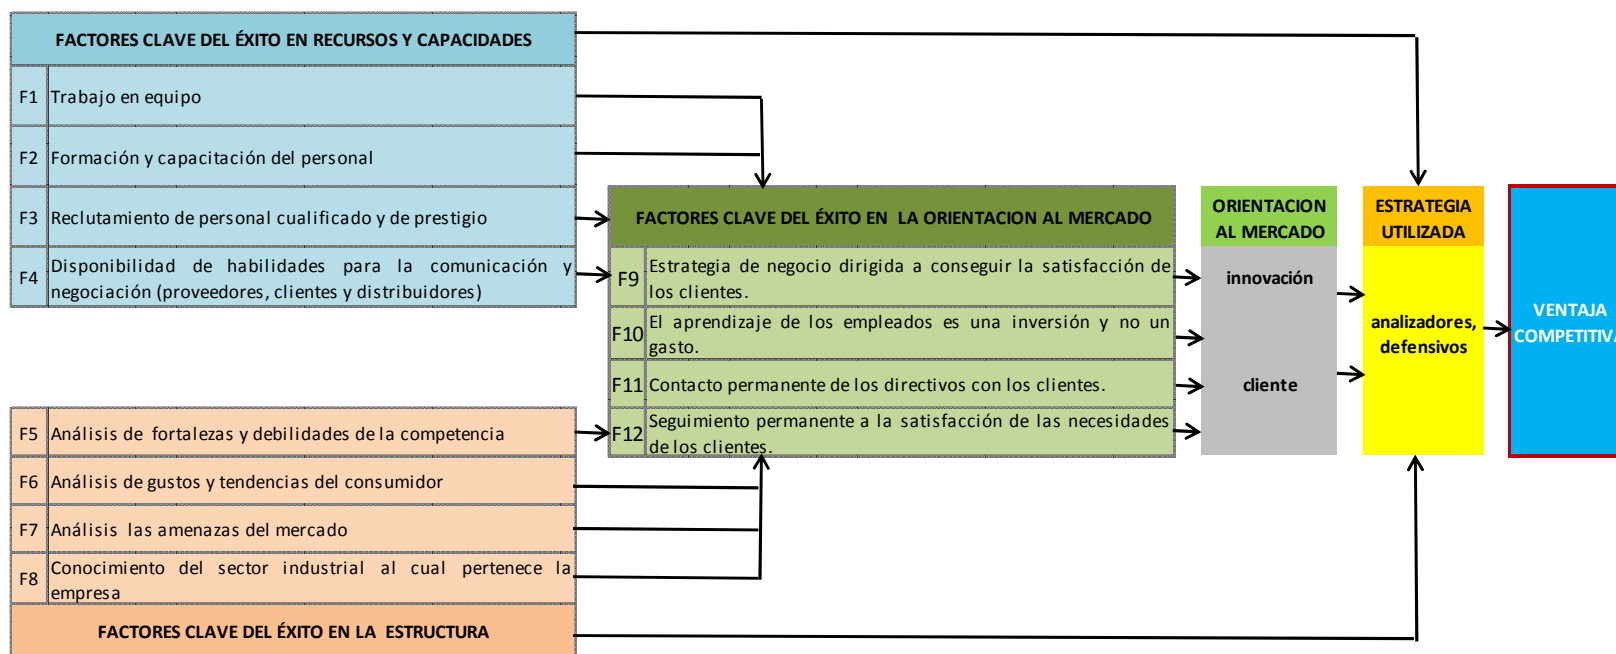 FACTORES CLAVE DEL ÉXITO EN RECURSOS Y CAPACIDADES
F1 Trabajo en equipo
F2 Formación y capacitación del personal
F3 Reclutamiento de personal cualificado y de prestigio
F4 Disponibilidad de habilidades para la comunicación y
negociación (proveedores, clientes y distribuidores)
F5 Análisis de fortalezas y debilidades de la competencia
F6 Análisis de gustos y tendencias del consumidor
F7 Análisis las amenazas del mercado
F8 Conocimiento del sector industrial al cual pertenece la
empresa
FACTORES CLAVE DEL ÉXITO EN LA ESTRUCTURA
FACTORES CLAVE DEL ÉXITO EN LA ORIENTACION AL MERCADO
F9 Estrategia de negocio dirigida a conseguir la satisfacción de
los clientes.
F10 El aprendizaje de los empleados es una inversión y no un
gasto.
F11 Contacto permanente de los directivos con los clientes.
F12 Seguimiento permanente a la satisfacción de las necesidades
de los clientes.
ORIENTACION
AL MERCADO
innovación
cliente
ESTRATEGIA
UTILIZADA
analizadores,
defensivos
VENTAJA
COMPETITIVA